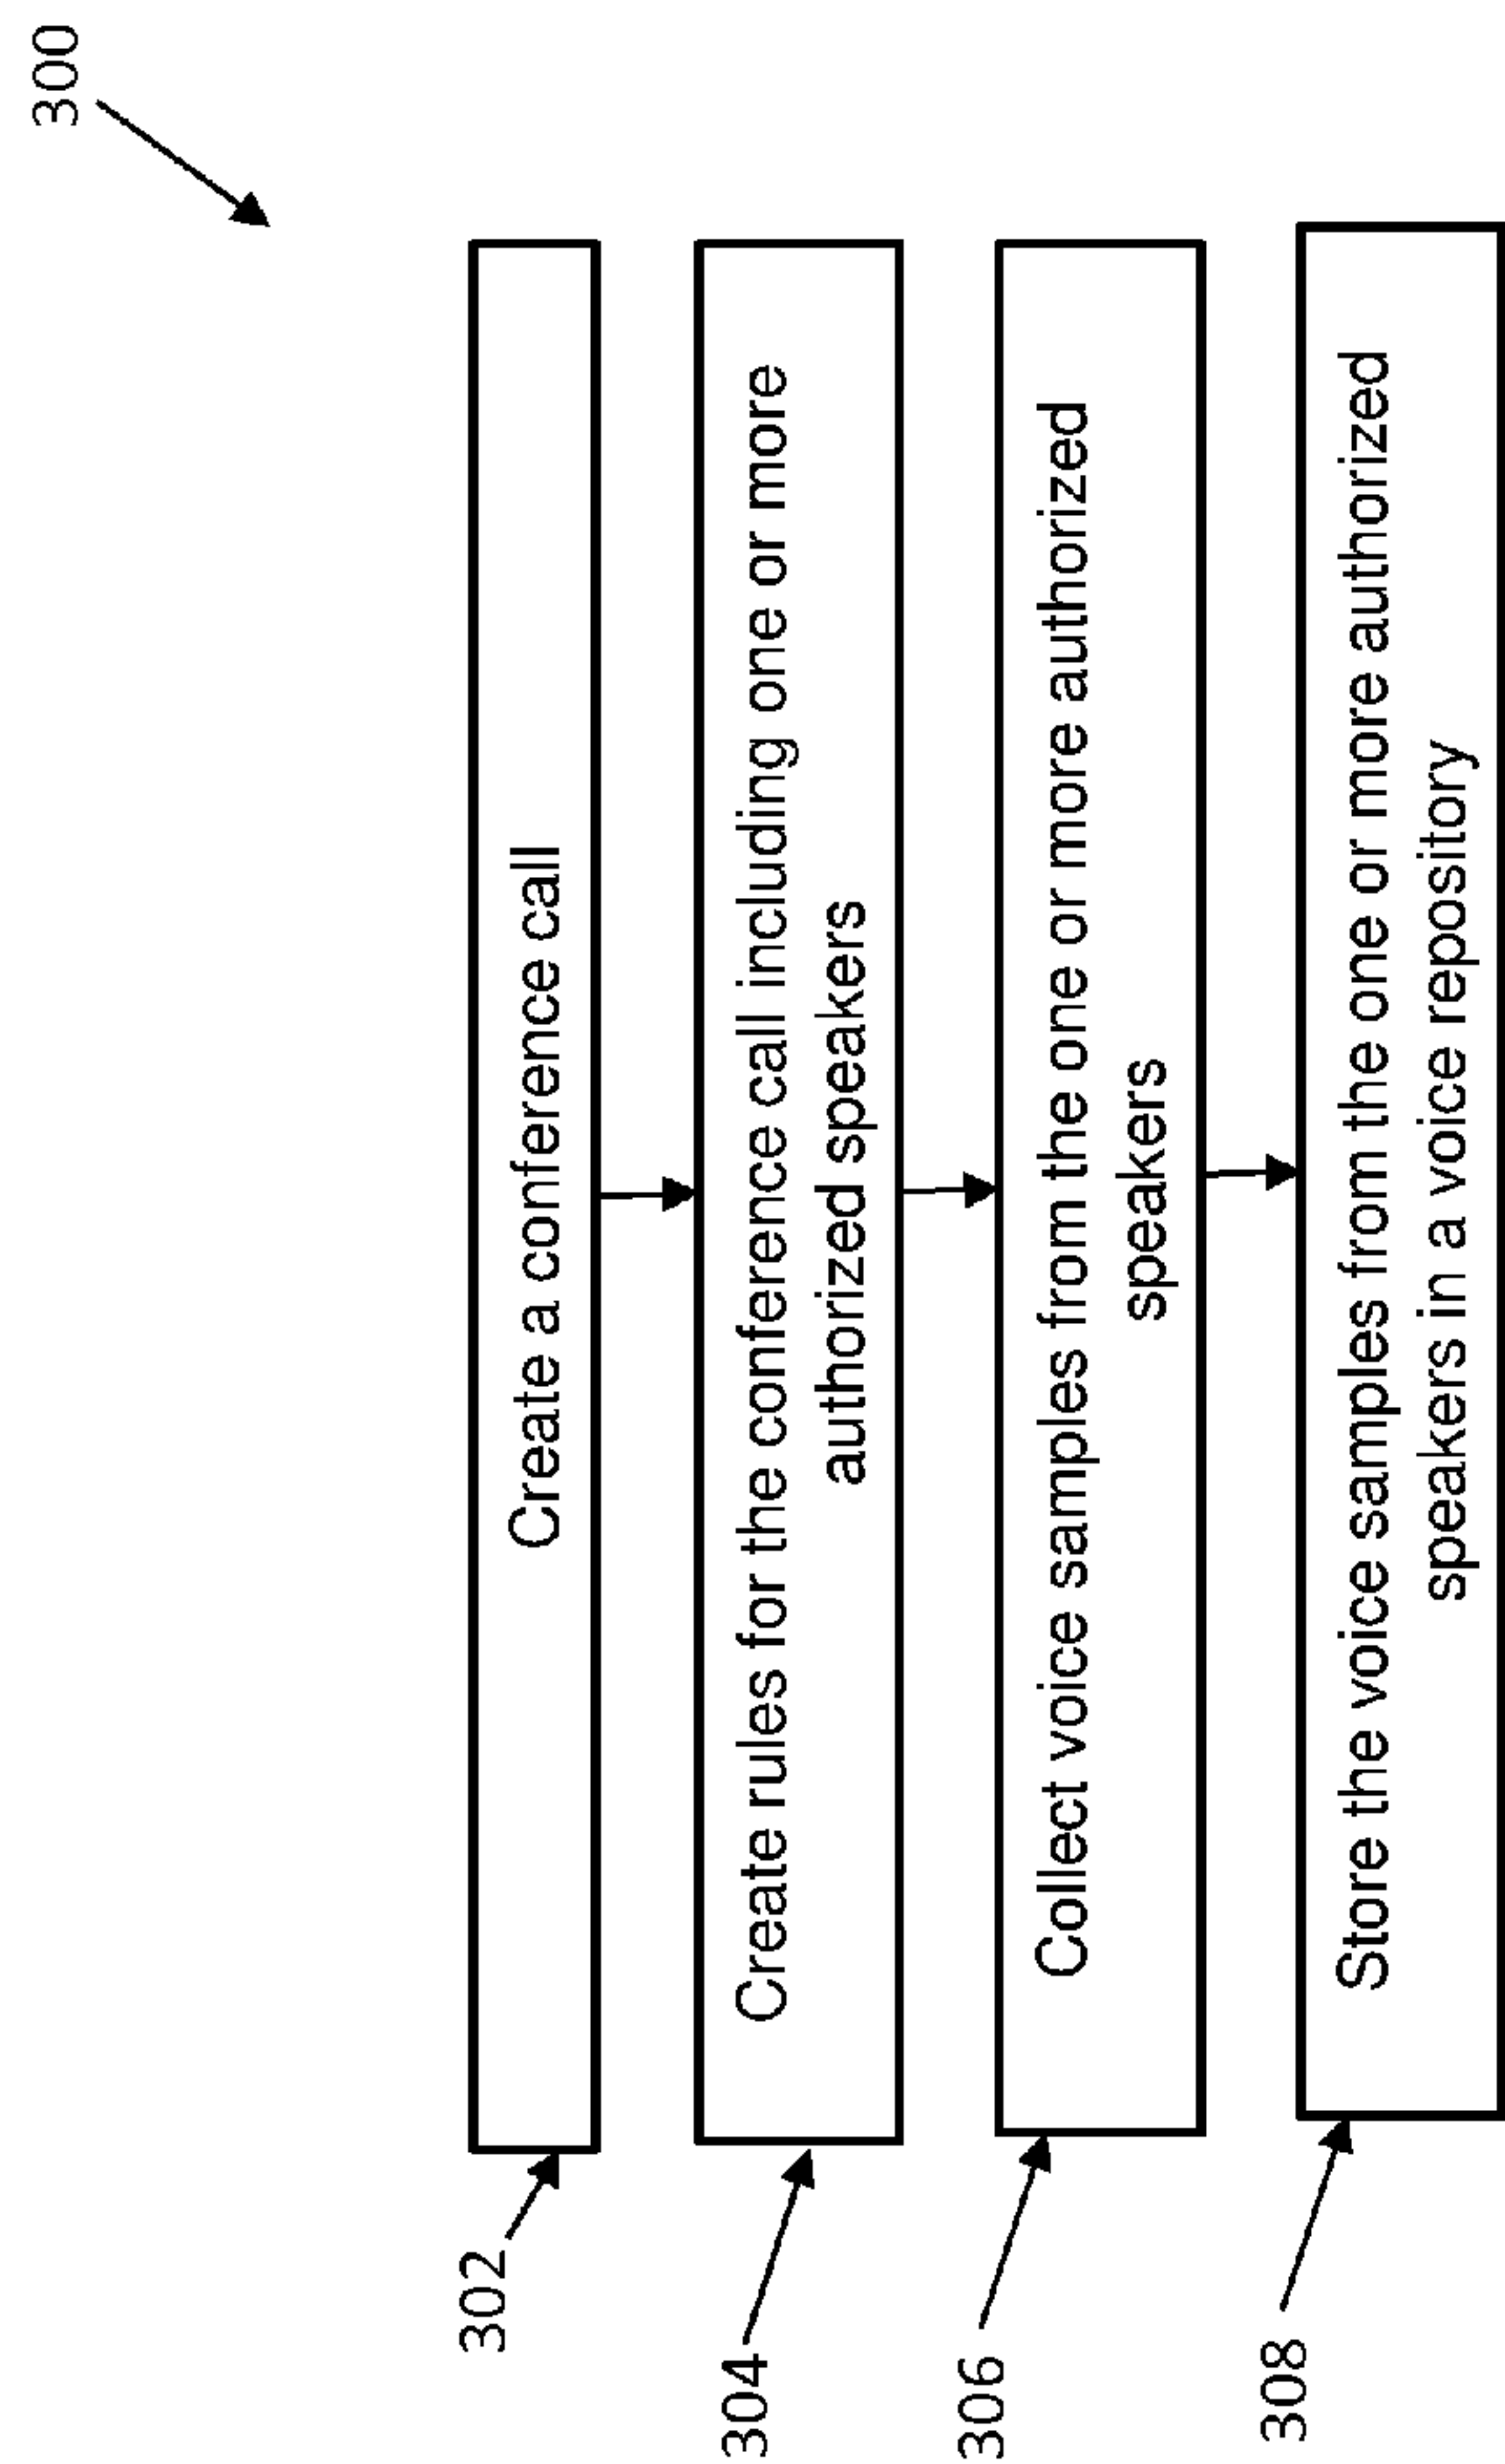 300
302
Create a conference call
304
Create rules for the conference call including one or more
authorized speakers
306
Collect voice samples from the one or more authorized
speakers
308
Store the voice samples from the one or more authorized
speakers in a voice repository